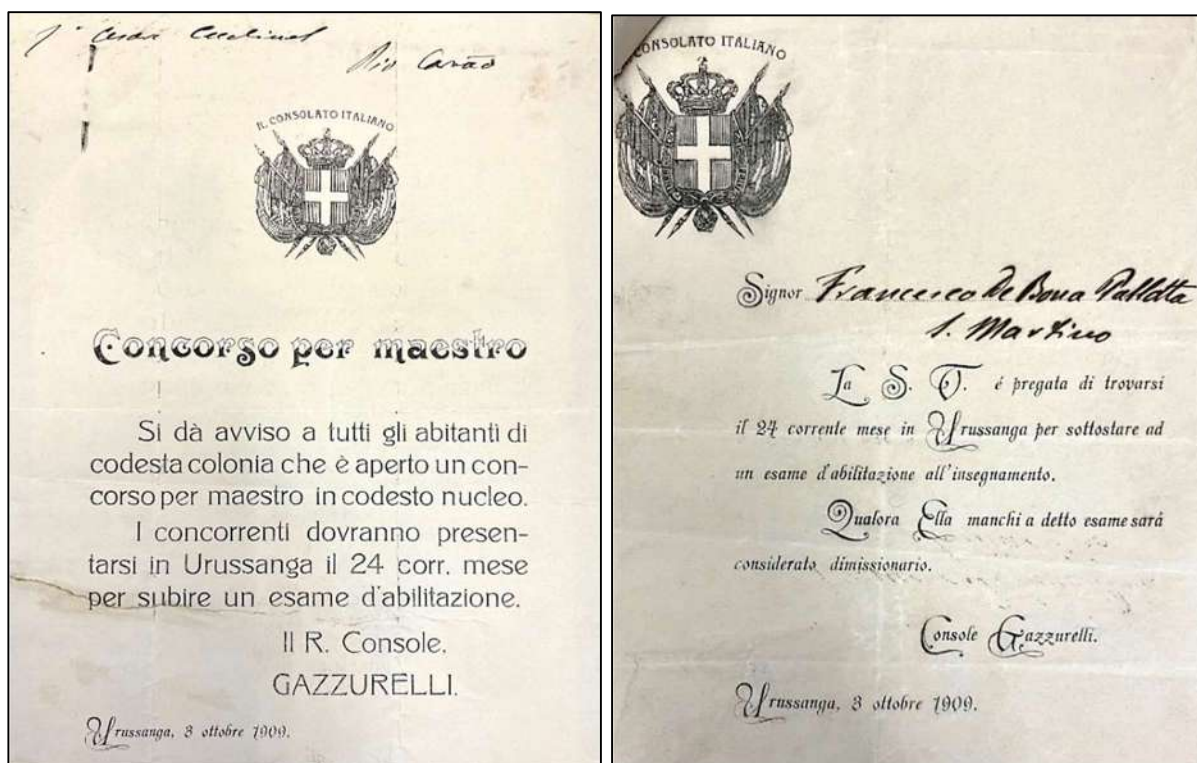 Rio Carão
R. CONSOLATO ITALIANO
Concorso per maestro
Si dà avviso a tutti gli abitanti di
codesta colonia che è aperto un con-
corso per maestro in codesto nucleo.
I concorrenti dovranno presen-
tarsi in Urussanga il 24 corr. mese
per subire un esame d'abilitazione.
Il R. Console.
GAZZURELLI.
Urussanga, 3 ottobre 1909.
CONSOLATO ITALIANO
Signor Francesco De Bona
S. Martino
La S. V. é pregata di trovarsi
il 24 corrente mese in Urussanga per sottostare ad
un esame d'abilitazione all'insegnamento.
Qualora Ella manchi a detto esame sará
considerato dimissionario.
Console Gazzurelli.
Urussanga, 3 ottobre 1909.